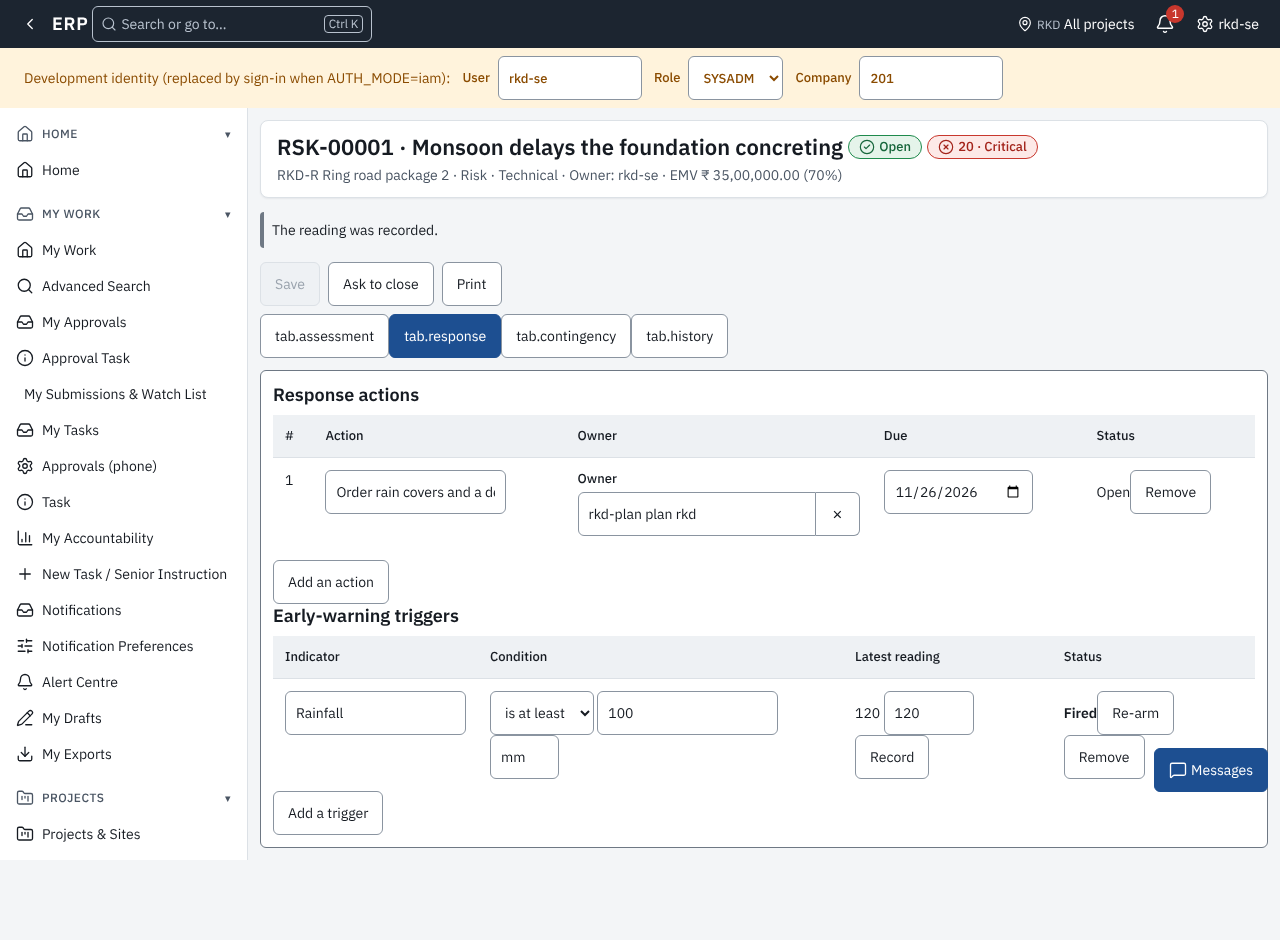 ERP Search or go to... Ctrl K RKD All projects 1 rkd-se
Development identity (replaced by sign-in when AUTH_MODE=iam): User rkd-se Role SYSADM Company 201
HOME
Home
MY WORK
My Work
Advanced Search
My Approvals
Approval Task
My Submissions & Watch List
My Tasks
Approvals (phone)
Task
My Accountability
New Task / Senior Instruction
Notifications
Notification Preferences
Alert Centre
My Drafts
My Exports
PROJECTS
Projects & Sites
RSK-00001 · Monsoon delays the foundation concreting Open 20 · Critical
RKD-R Ring road package 2 · Risk · Technical · Owner: rkd-se · EMV ₹ 35,00,000.00 (70%)
The reading was recorded.
Save Ask to close Print
tab.assessment tab.response tab.contingency tab.history
Response actions
# Action Owner Due Status
Owner
1 Order rain covers and a 11/26/2026 Open Remove
rkd-plan plan rkd ×
Add an action
Early-warning triggers
Indicator Condition Latest reading Status
Rainfall is at least 100 120 120 Fired Re-arm
mm Record Remove
Messages
Add a trigger